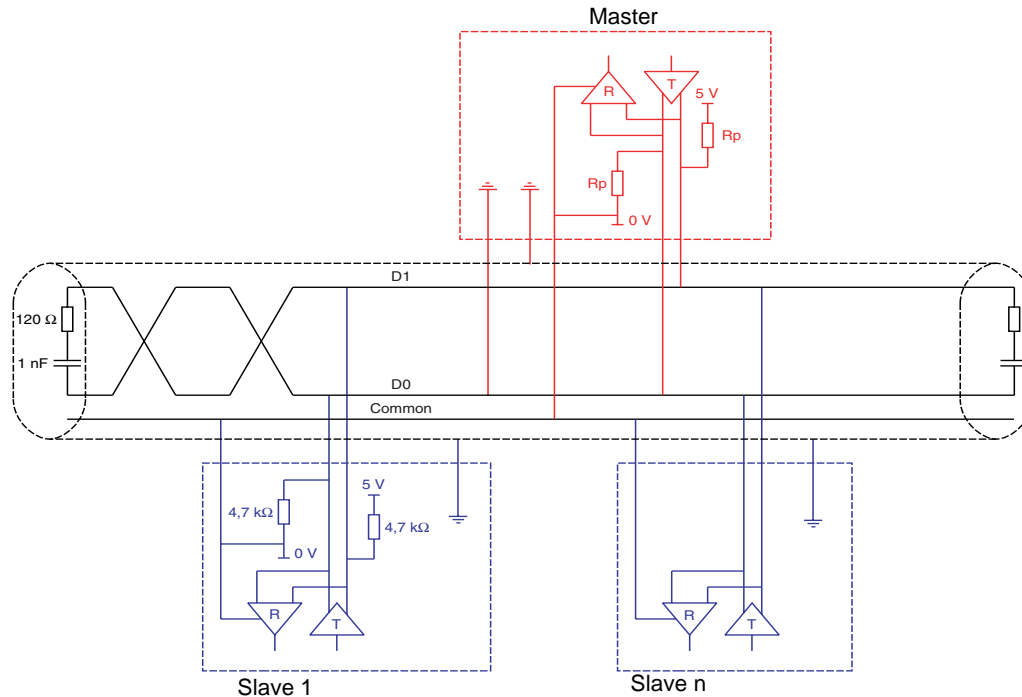 Master
R
T
5 V
Rp
Rp
0 V
D1
120 Ω
1 nF
D0
Common
5 V
4,7 kΩ
4,7 kΩ
0 V
R
T
R
T
Slave 1
Slave n